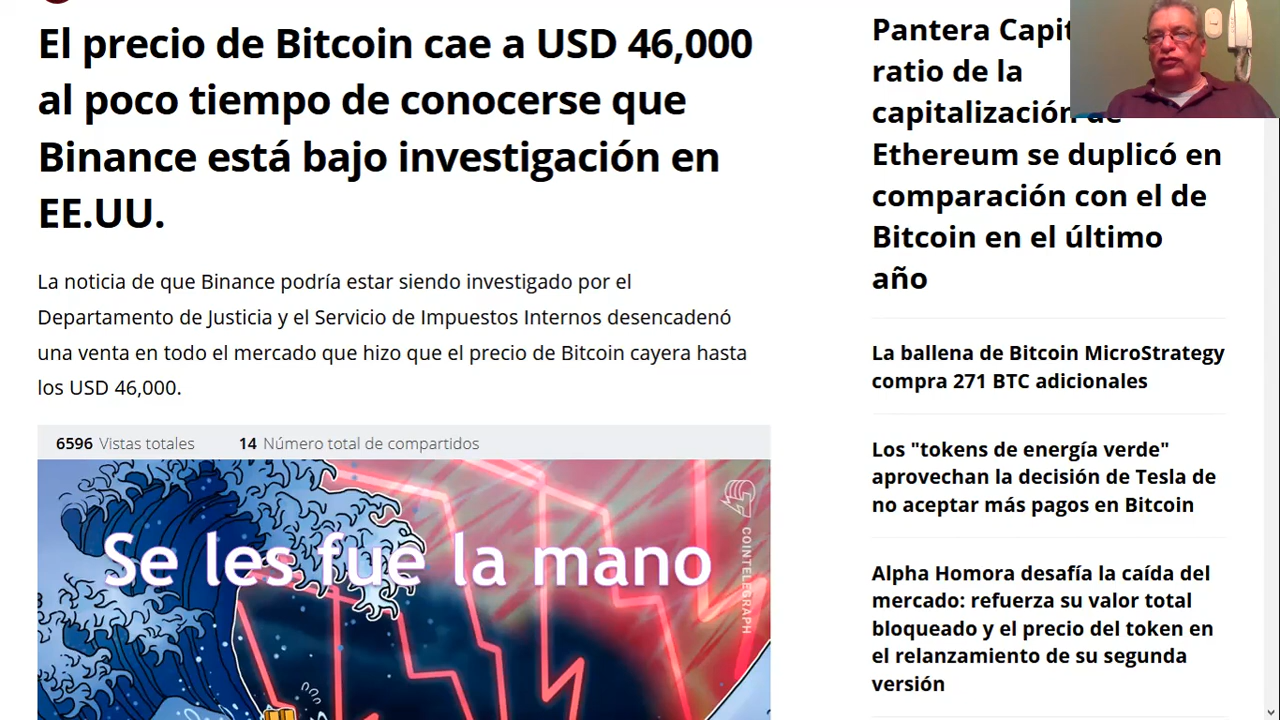 El precio de Bitcoin cae a USD 46,000
al poco tiempo de conocerse que
Binance está bajo investigación en
EE.UU.
La noticia de que Binance podría estar siendo investigado por el
Departamento de Justicia y el Servicio de Impuestos Internos desencadenó
una venta en todo el mercado que hizo que el precio de Bitcoin cayera hasta
los USD 46,000.
6596 Vistas totales 14 Número total de compartidos
Se les fue la mano
COINTELEGRAPH
Pantera
ratio de la
capitalización de
Ethereum se duplicó en
comparación con el de
Bitcoin en el último
año
La ballena de Bitcoin MicroStrategy
compra 271 BTC adicionales
Los "tokens de energía verde"
aprovechan la decisión de Tesla de
no aceptar más pagos en Bitcoin
Alpha Homora desafía la caída del
mercado: refuerza su valor total
bloqueado y el precio del token en
el relanzamiento de su segunda
versión